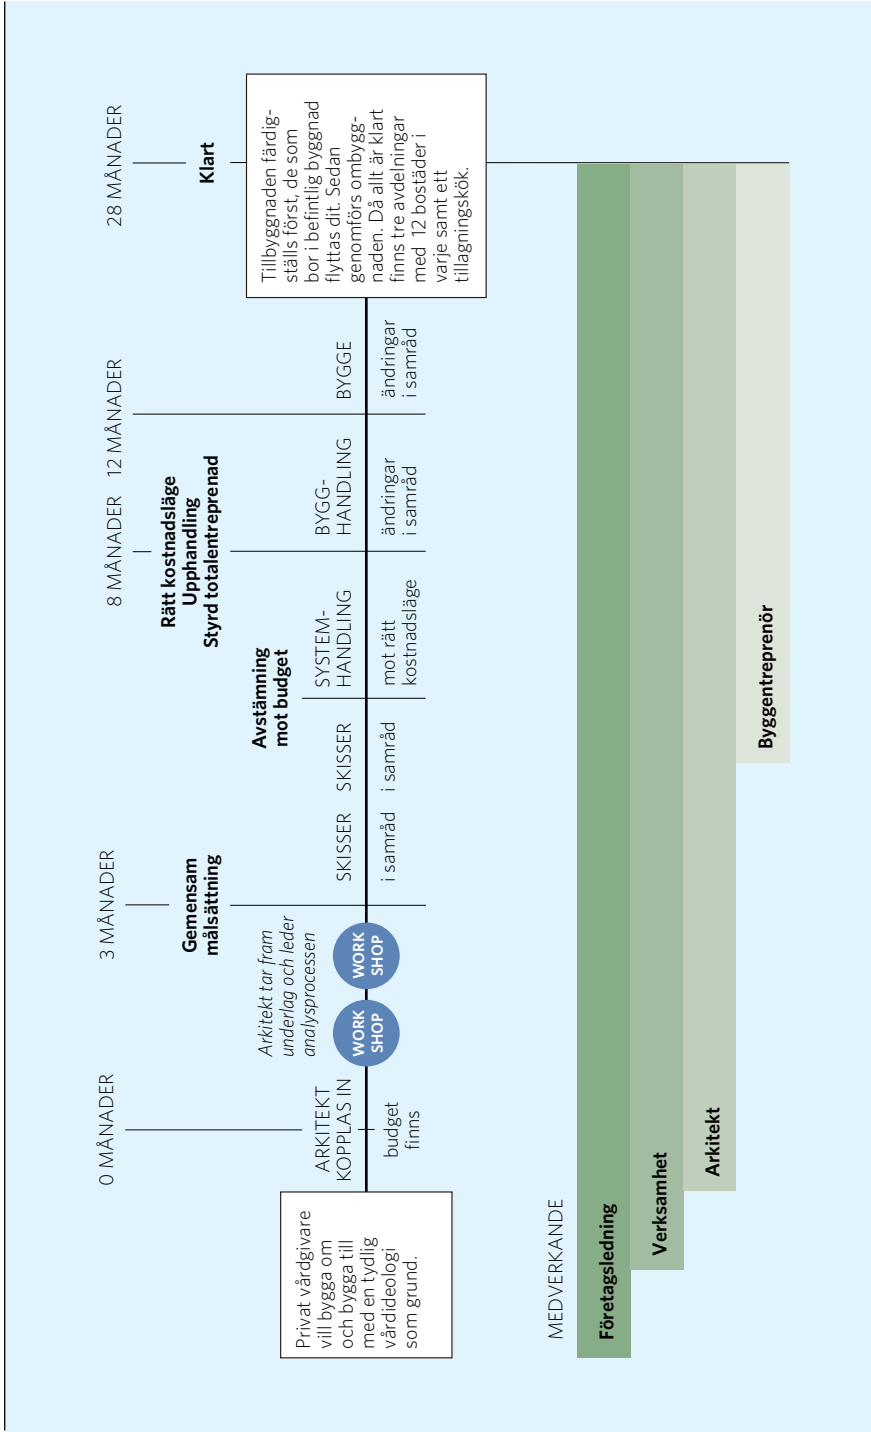 0 MÅNADER
3 MÅNADER
8 MÅNADER
12 MÅNADER
28 MÅNADER
Gemensam
målsättning
Rätt kostnadsläge
Upphandling
Styrd totalentreprenad
Klart
Arkitekt tar fram
underlag och leder
analysprocessen
Avstämning
mot budget
Privat vårdgivare
vill bygga om
och bygga till
med en tydlig
vårdideologi
som grund.
ARKITEKT
KOPPLAS IN
budget
finns
WORK
SHOP
WORK
SHOP
SKISSER
i samråd
SKISSER
i samråd
SYSTEM-
HANDLING
mot rätt
kostnadsläge
BYGG-
HANDLING
ändringar
i samråd
BYGGE
ändringar
i samråd
Tillbyggnaden färdig-
ställs först, de som
bor i befintlig byggnad
flyttas dit. Sedan
genomförs ombygg-
naden. Då allt är klart
finns tre avdelningar
med 12 bostäder i
varje samt ett
tillagningskök.
MEDVERKANDE
Företagsledning
Verksamhet
Arkitekt
Byggentreprenör